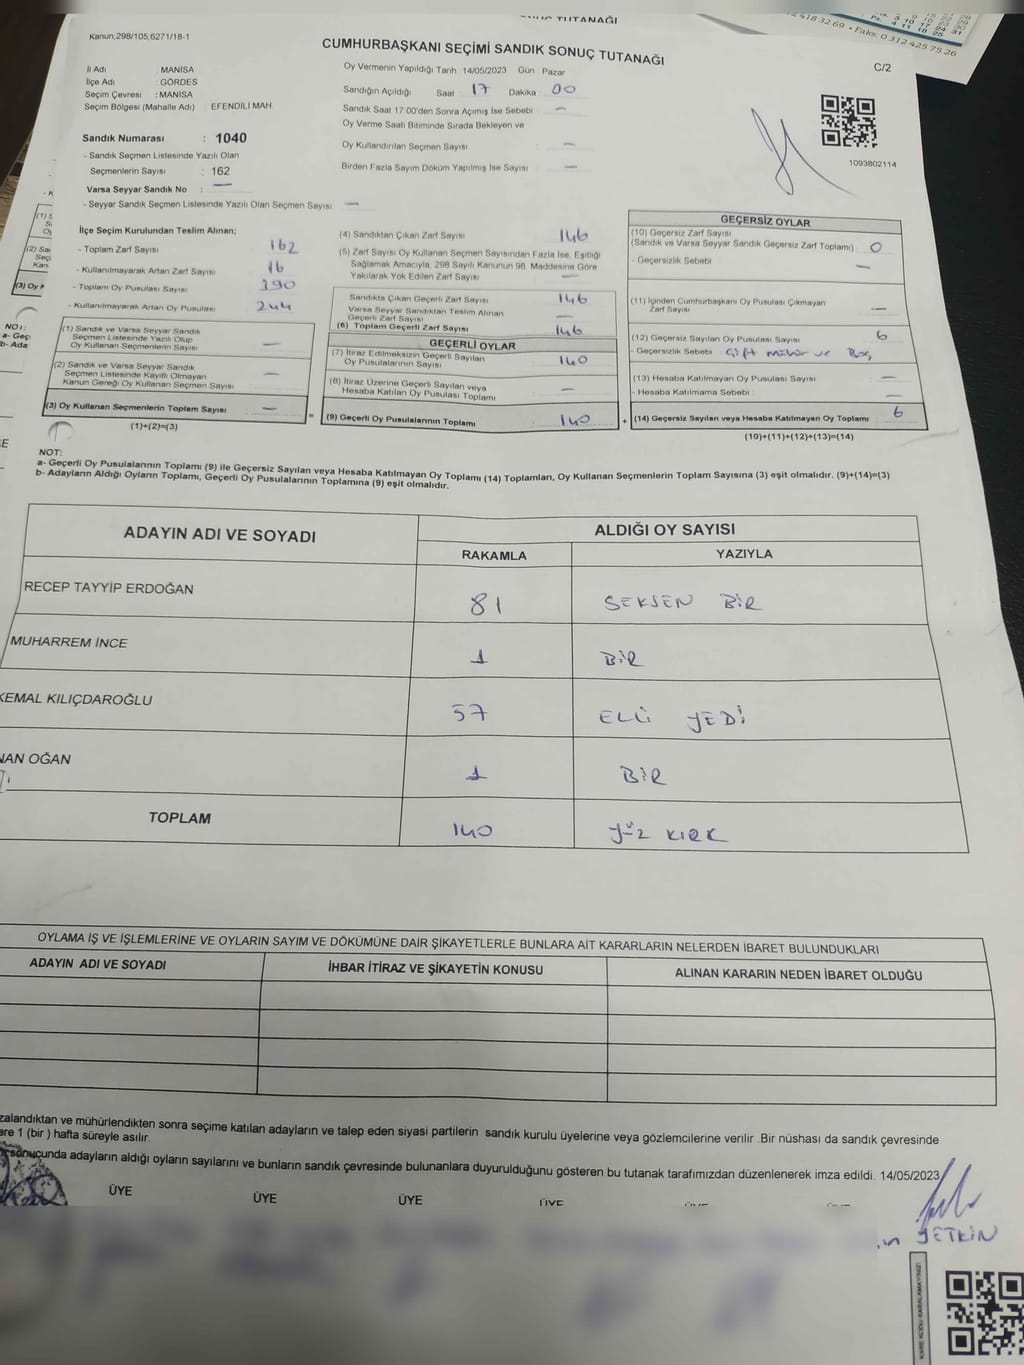 TUTANAĞI
418 32 69 • Faks: 0 312 425 75 26
Kanun:298/105,6271/18-1
CUMHURBAŞKANI SEÇİMİ SANDIK SONUÇ TUTANAĞI
C/2
İl Adı : MANİSA
İlçe Adı : GÖRDES
Seçim Çevresi : MANİSA
Seçim Bölgesi (Mahalle Adı) : EFENDİLİ MAH.
Sandık Numarası : 1040
- Sandık Seçmen Listesinde Yazılı Olan
Seçmenlerin Sayısı : 162
Varsa Seyyar Sandık No : —
- Seyyar Sandık Seçmen Listesinde Yazılı Olan Seçmen Sayısı —
Oy Vermenin Yapıldığı Tarih 14/05/2023 Gün Pazar
Sandığın Açıldığı Saat 17 Dakika 00
Sandık Saat 17:00'den Sonra Açımış İse Sebebi —
Oy Verme Saati Bitiminde Sırada Bekleyen ve
Oy Kullandırılan Seçmen Sayısı —
Birden Fazla Sayım Döküm Yapılmış İse Sayısı —
1093802114
İlçe Seçim Kurulundan Teslim Alınan;
- Toplam Zarf Sayısı 162
- Kullanılmayarak Artan Zarf Sayısı 16
- Toplam Oy Pusulası Sayısı 390
- Kullanılmayarak Artan Oy Pusulası 244
(1) Sandık ve Varsa Seyyar Sandık
Seçmen Listesinde Yazılı Olup
Oy Kullanan Seçmenlerin Sayısı —
(2) Sandık ve Varsa Seyyar Sandık
Seçmen Listesinde Kayıtlı Olmayan
Kanun Gereği Oy Kullanan Seçmen Sayısı —
(3) Oy Kullanan Seçmenlerin Toplam Sayısı —
(1)+(2)=(3)
(4) Sandıktan Çıkan Zarf Sayısı 146
(5) Zarf Sayısı Oy Kullanan Seçmen Sayısından Fazla İse, Eşitliği
Sağlamak Amacıyla, 298 Sayılı Kanunun 98. Maddesine Göre
Yakılarak Yok Edilen Zarf Sayısı —
Sandıkta Çıkan Geçerli Zarf Sayısı 146
Varsa Seyyar Sandıktan Teslim Alınan
Geçerli Zarf Sayısı —
(6) Toplam Geçerli Zarf Sayısı 146
GEÇERLİ OYLAR
(7) İtiraz Edilmeksizin Geçerli Sayılan
Oy Pusulalarının Sayısı 140
(8) İtiraz Üzerine Geçerli Sayılan veya
Hesaba Katılan Oy Pusulası Toplamı —
= (9) Geçerli Oy Pusulalarının Toplamı 140 +
GEÇERSİZ OYLAR
(10) Geçersiz Zarf Sayısı
(Sandık ve Varsa Seyyar Sandık Geçersiz Zarf Toplamı) 0
- Geçersizlik Sebebi —
(11) İçinden Cumhurbaşkanı Oy Pusulası Çıkmayan
Zarf Sayısı —
(12) Geçersiz Sayılan Oy Pusulası Sayısı 6
- Geçersizlik Sebebi Çift mühür ve Boş
(13) Hesaba Katılmayan Oy Pusulası Sayısı —
- Hesaba Katılmama Sebebi —
(14) Geçersiz Sayılan veya Hesaba Katılmayan Oy Toplamı 6
(10)+(11)+(12)+(13)=(14)
NOT:
a- Geçerli Oy Pusulalarının Toplamı (9) ile Geçersiz Sayılan veya Hesaba Katılmayan Oy Toplamı (14) Toplamları, Oy Kullanan Seçmenlerin Toplam Sayısına (3) eşit olmalıdır. (9)+(14)=(3)
b- Adayların Aldığı Oyların Toplamı, Geçerli Oy Pusulalarının Toplamına (9) eşit olmalıdır.
ADAYIN ADI VE SOYADI
ALDIĞI OY SAYISI
RAKAMLA YAZIYLA
RECEP TAYYİP ERDOĞAN 81 SEKSEN BİR
MUHARREM İNCE 1 BİR
KEMAL KILIÇDAROĞLU 57 ELLİ YEDİ
NAN OĞAN 1 BİR
TOPLAM 140 YÜZ KIRK
OYLAMA İŞ VE İŞLEMLERİNE VE OYLARIN SAYIM VE DÖKÜMÜNE DAİR ŞİKAYETLERLE BUNLARA AİT KARARLARIN NELERDEN İBARET BULUNDUKLARI
ADAYIN ADI VE SOYADI İHBAR İTİRAZ VE ŞİKAYETİN KONUSU ALINAN KARARIN NEDEN İBARET OLDUĞU
zalandıktan ve mühürlendikten sonra seçime katılan adayların ve talep eden siyasi partilerin sandık kurulu üyelerine veya gözlemcilerine verilir .Bir nüshası da sandık çevresinde
are 1 (bir ) hafta süreyle asılır.
sonucunda adayların aldığı oyların sayılarını ve bunların sandık çevresinde bulunanlara duyurulduğunu gösteren bu tutanak tarafımızdan düzenlenerek imza edildi. 14/05/2023
ÜYE ÜYE ÜYE ÜYE
YETKİN
KARE KODU KARALAMAYINIZ!